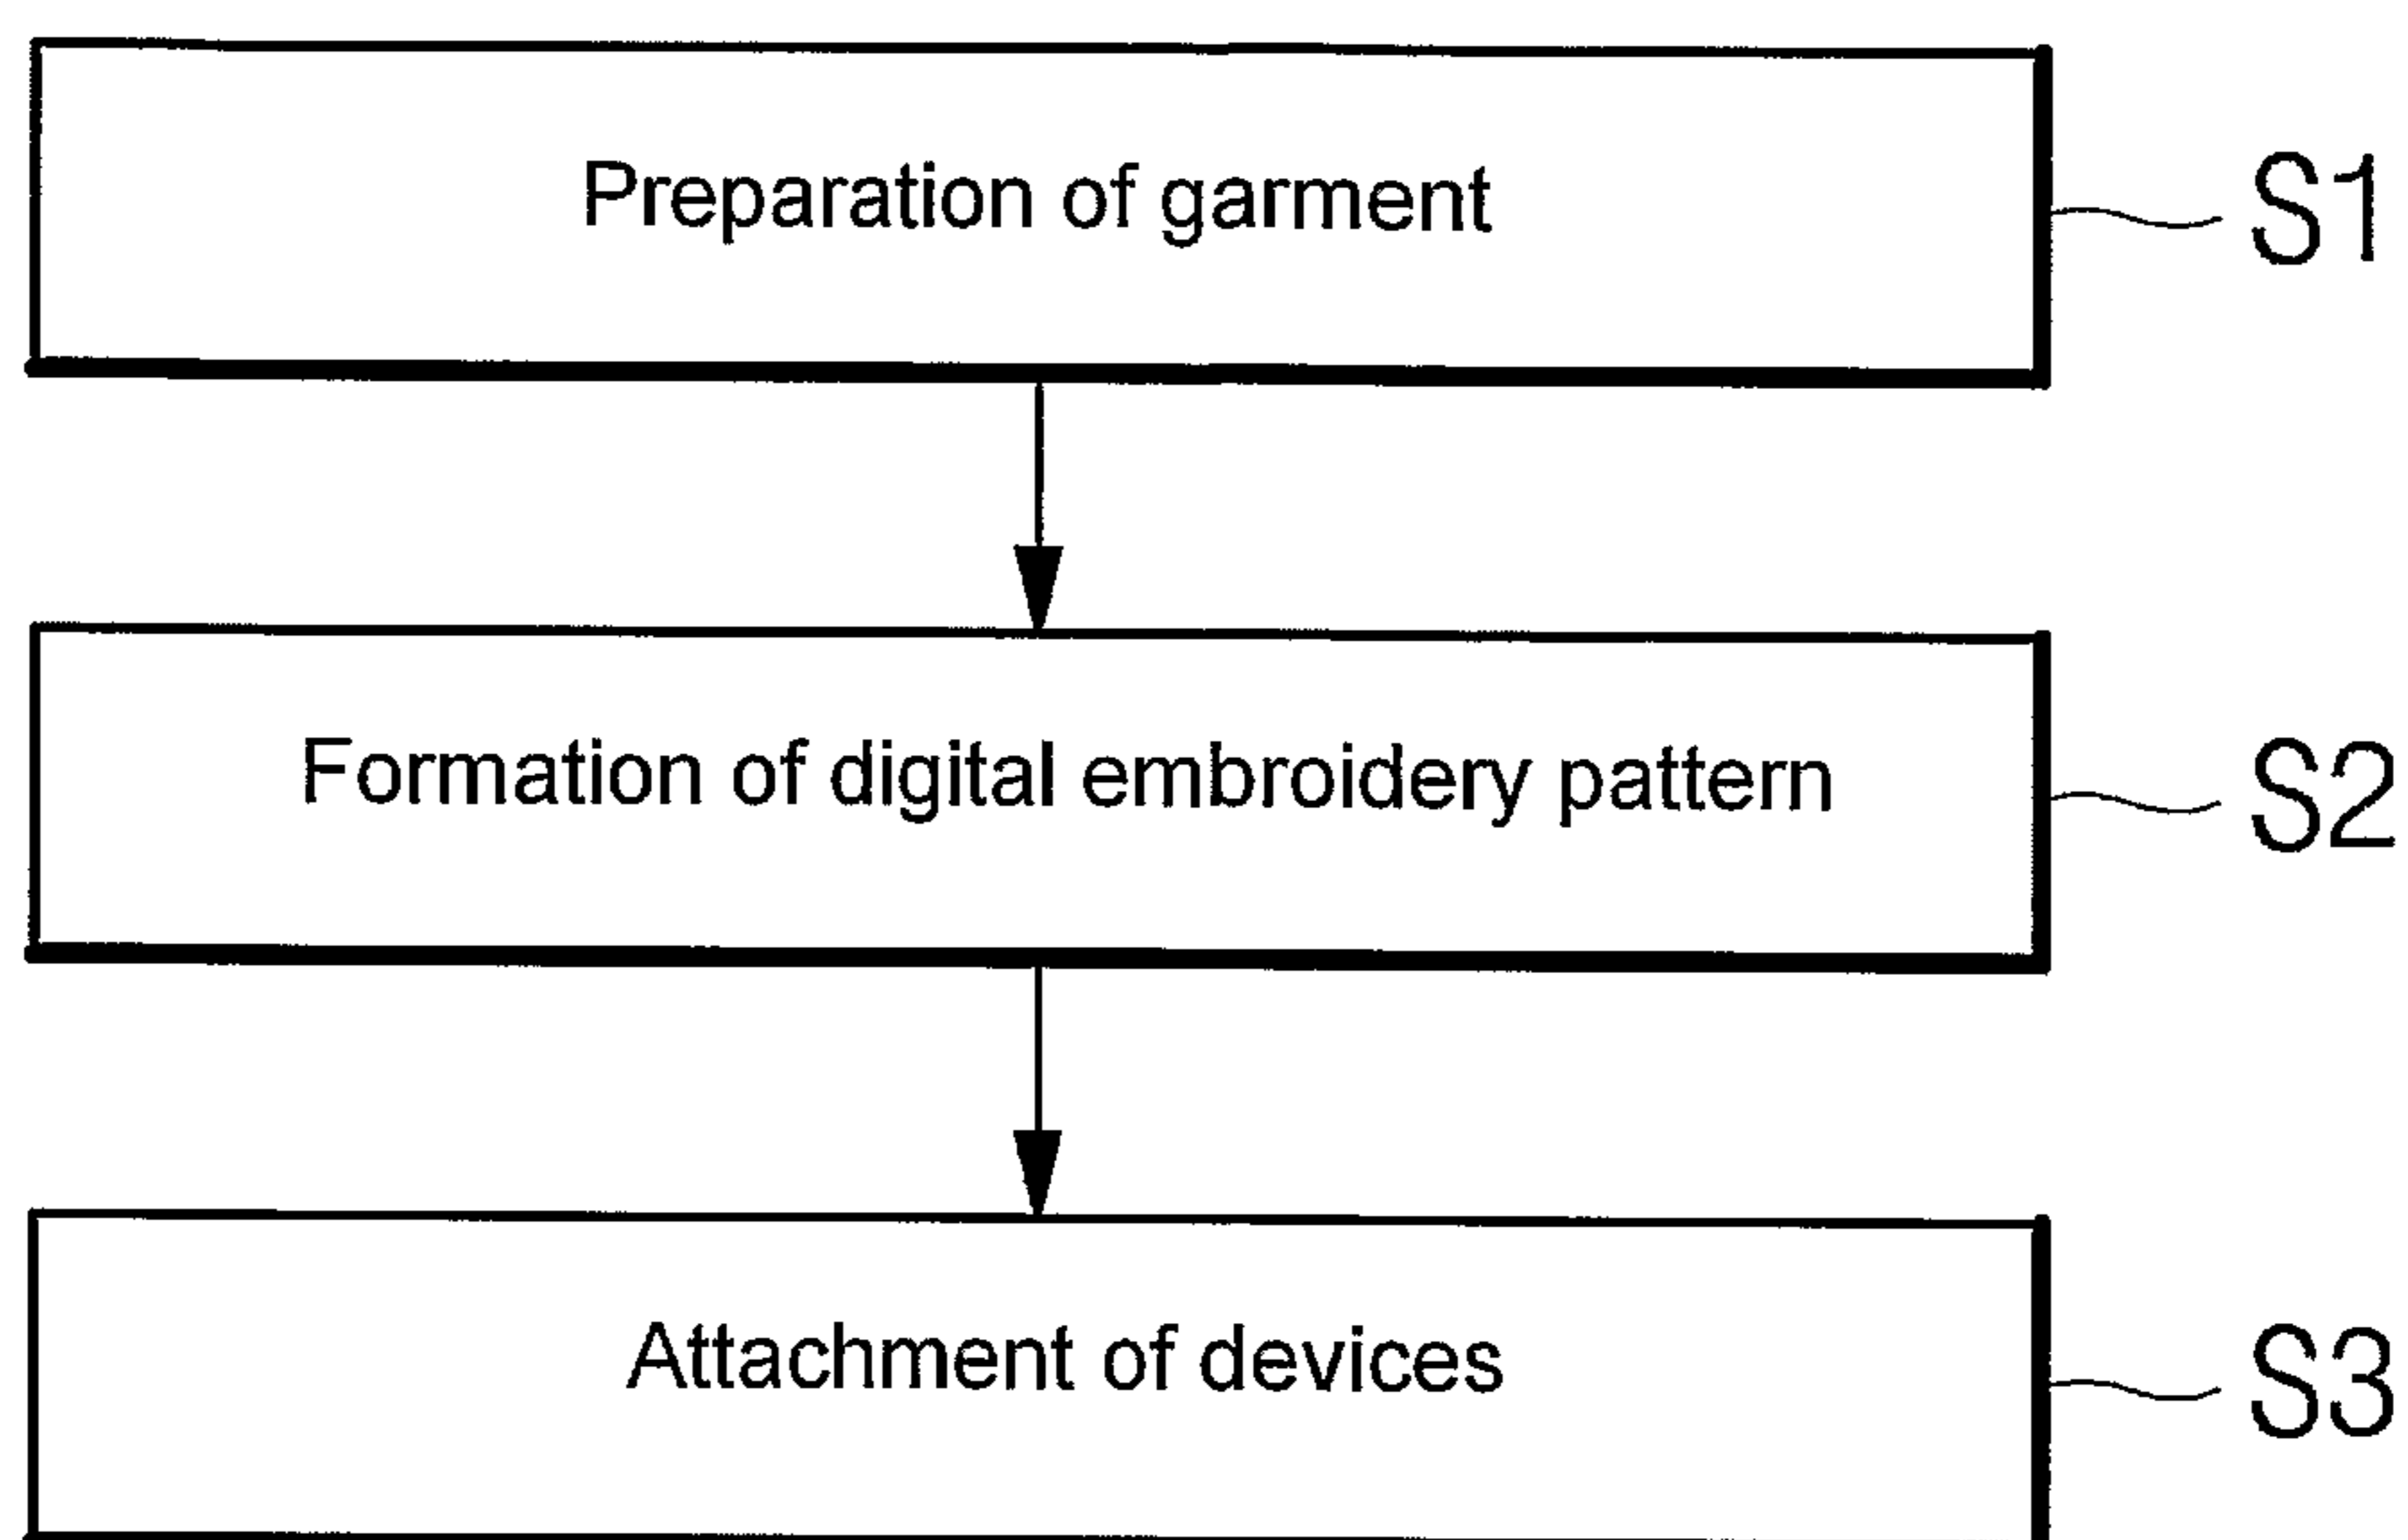 Preparation of garment S1
Formation of digital embroidery pattern S2
Attachment of devices S3